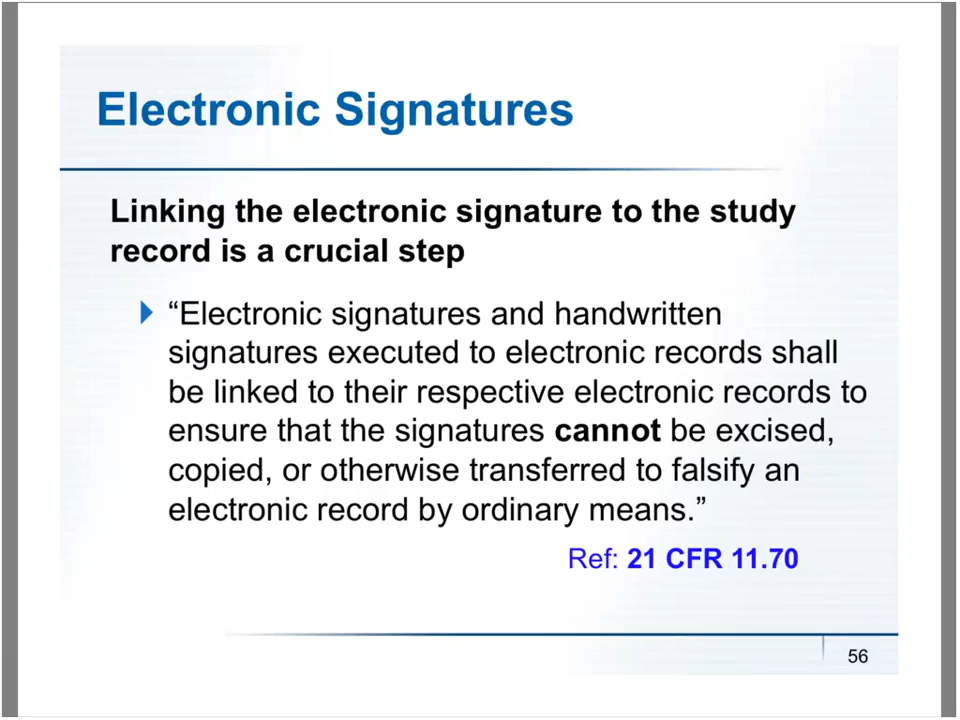 Electronic Signatures
Linking the electronic signature to the study
record is a crucial step
“Electronic signatures and handwritten
signatures executed to electronic records shall
be linked to their respective electronic records to
ensure that the signatures cannot be excised,
copied, or otherwise transferred to falsify an
electronic record by ordinary means.”
Ref: 21 CFR 11.70
56